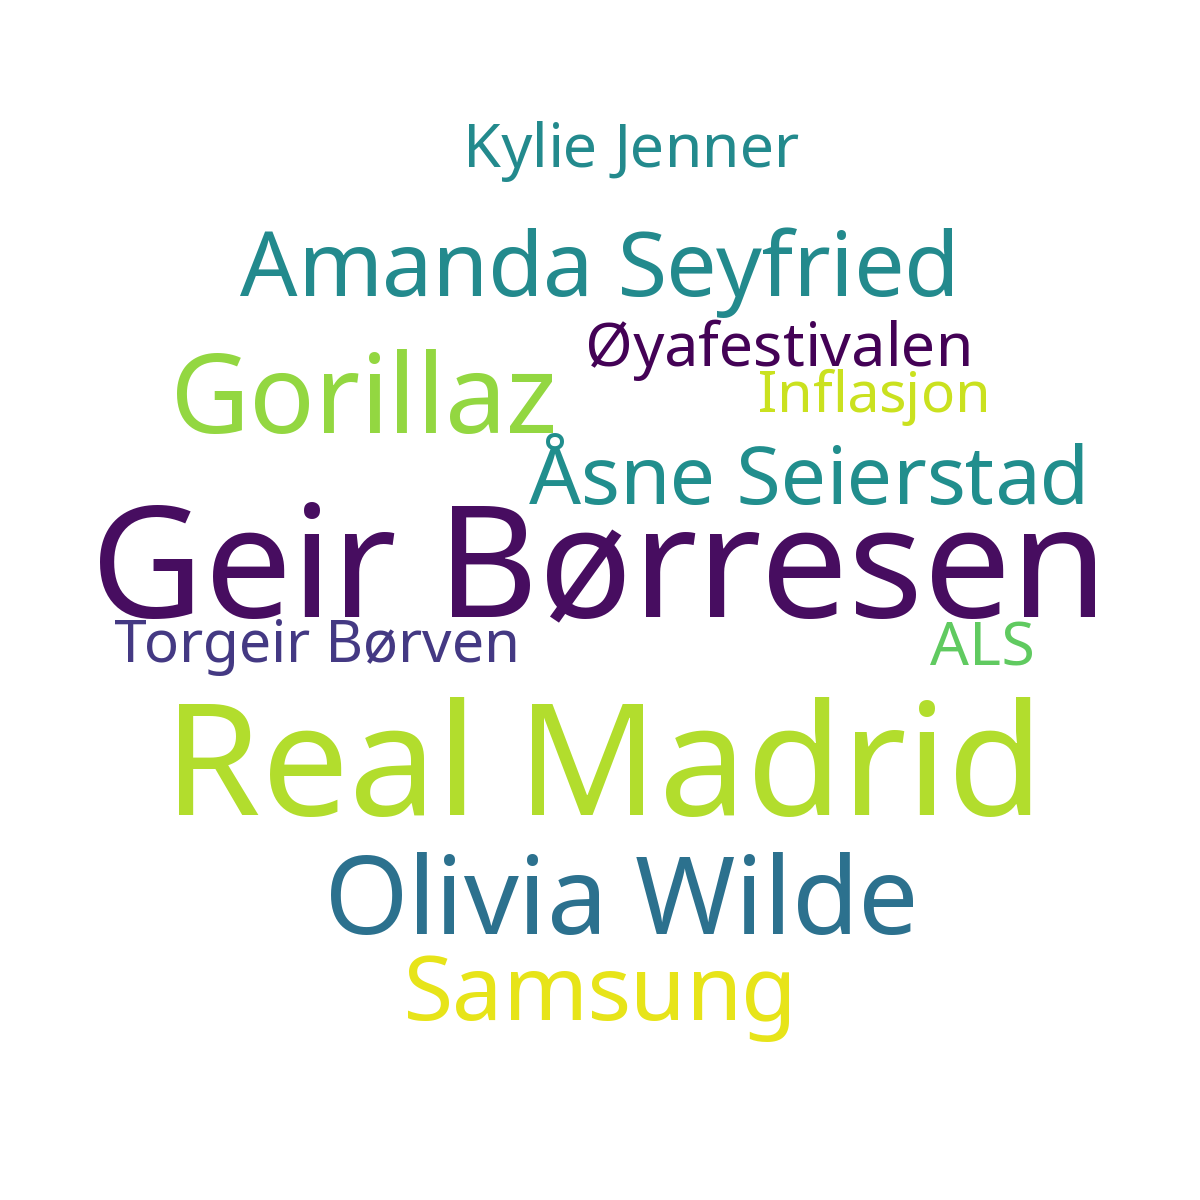 Kylie Jenner
Amanda Seyfried
Øyafestivalen
Gorillaz
Inflasjon
Åsne Seierstad
Geir Børresen
Torgeir Børven
ALS
Real Madrid
Olivia Wilde
Samsung